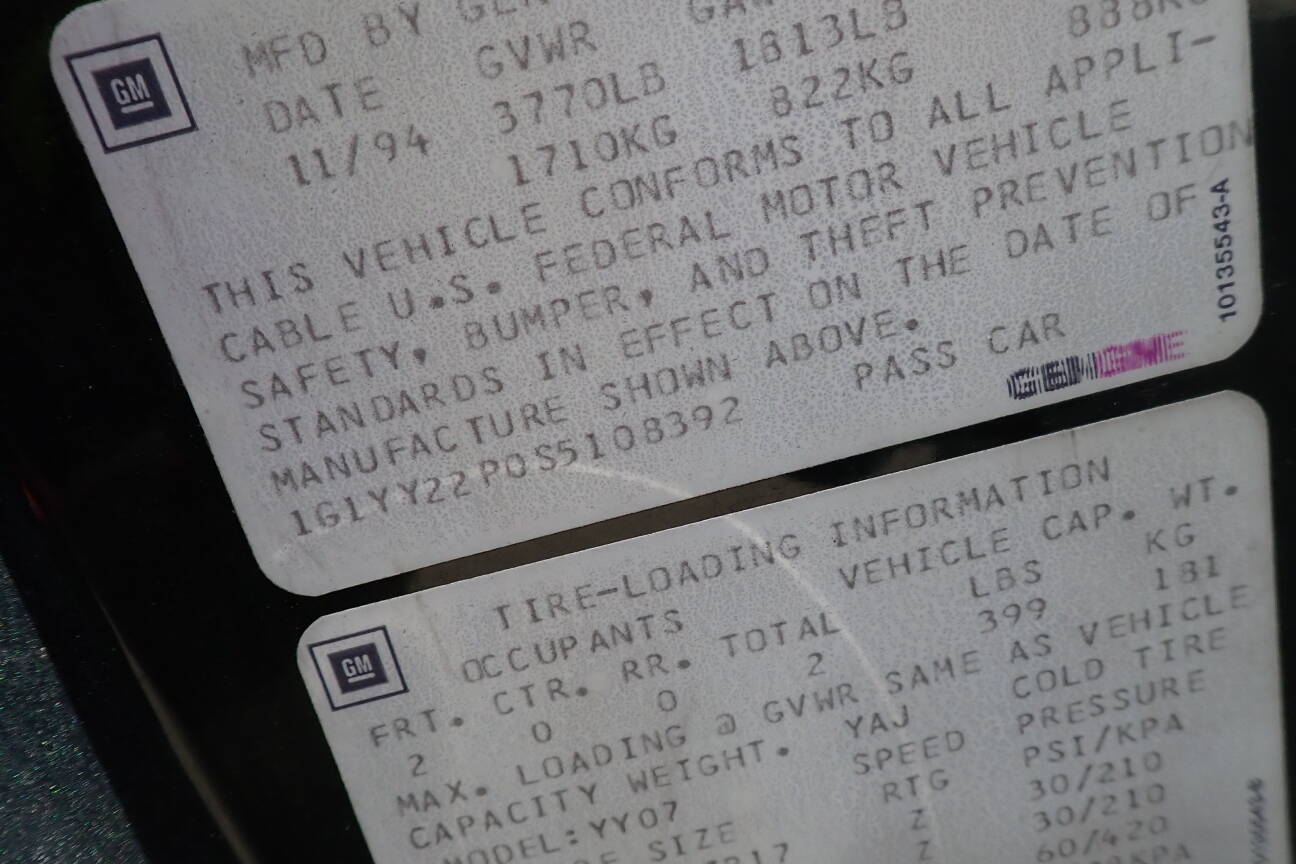 GM
MFD BY GEN
DATE GVWR
11/94 3770LB 1813LB
1710KG 822KG
THIS VEHICLE CONFORMS TO ALL APPLI-
CABLE U.S. FEDERAL MOTOR VEHICLE
SAFETY, BUMPER, AND THEFT PREVENTION
STANDARDS IN EFFECT ON THE DATE OF
MANUFACTURE SHOWN ABOVE.
1G1YY22P0S5108392 PASS CAR
10135543-A
GM
TIRE-LOADING INFORMATION
OCCUPANTS VEHICLE CAP. WT.
FRT. CTR. RR. TOTAL LBS KG
2 0 0 2 399 181
MAX. LOADING @ GVWR SAME AS VEHICLE
CAPACITY WEIGHT. YAJ COLD TIRE
MODEL:YY07 SPEED PRESSURE
SIZE RTG PSI/KPA
Z 30/210
Z 30/210
60/420